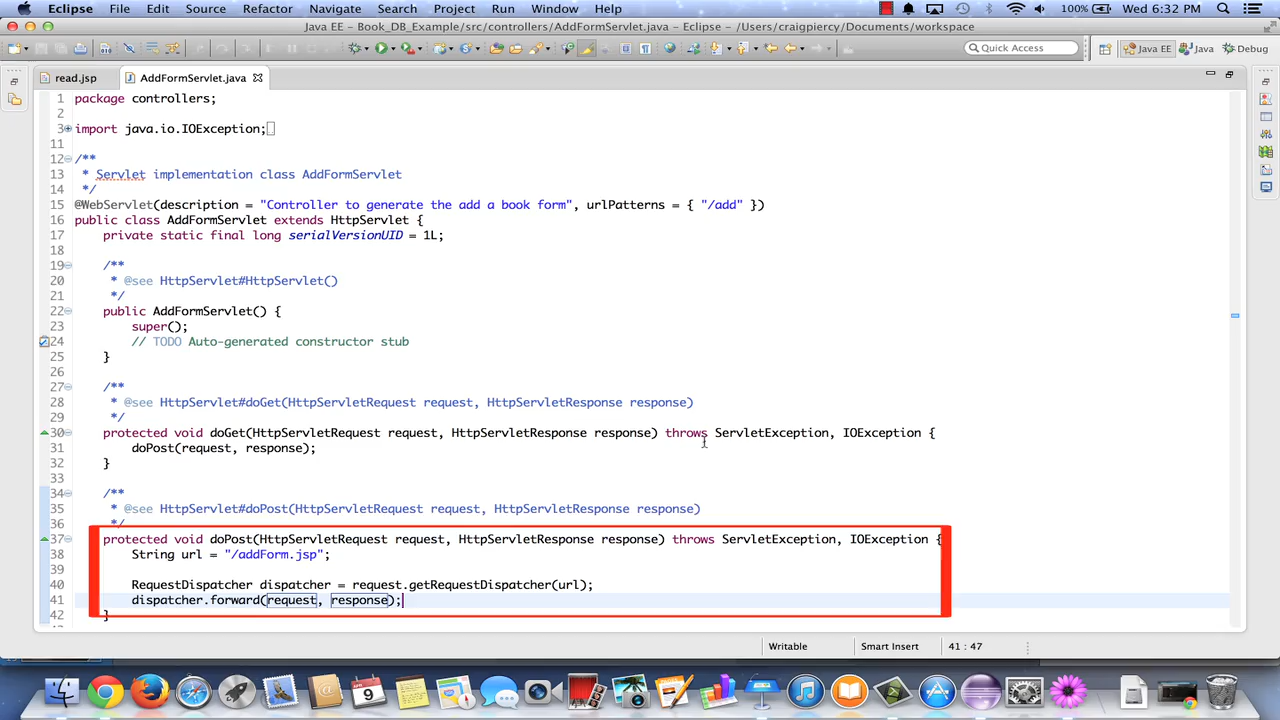 Eclipse File Edit Source Refactor Navigate Search Project Run Window Help 100% Wed 6:32 PM
Java EE - Book_DB_Example/src/controllers/AddFormServlet.java - Eclipse - /Users/craigpiercy/Documents/workspace
Quick Access Java EE Java Debug
read.jsp AddFormServlet.java
1 package controllers;
2
3 import java.io.IOException;
11
12 /**
13 * Servlet implementation class AddFormServlet
14 */
15 @WebServlet(description = "Controller to generate the add a book form", urlPatterns = { "/add" })
16 public class AddFormServlet extends HttpServlet {
17 private static final long serialVersionUID = 1L;
18
19 /**
20 * @see HttpServlet#HttpServlet()
21 */
22 public AddFormServlet() {
23 super();
24 // TODO Auto-generated constructor stub
25 }
26
27 /**
28 * @see HttpServlet#doGet(HttpServletRequest request, HttpServletResponse response)
29 */
30 protected void doGet(HttpServletRequest request, HttpServletResponse response) throws ServletException, IOException {
31 doPost(request, response);
32 }
33
34 /**
35 * @see HttpServlet#doPost(HttpServletRequest request, HttpServletResponse response)
36 */
37 protected void doPost(HttpServletRequest request, HttpServletResponse response) throws ServletException, IOException {
38 String url = "/addForm.jsp";
39
40 RequestDispatcher dispatcher = request.getRequestDispatcher(url);
41 dispatcher.forward(request, response);
42 }
Writable Smart Insert 41 : 47
9